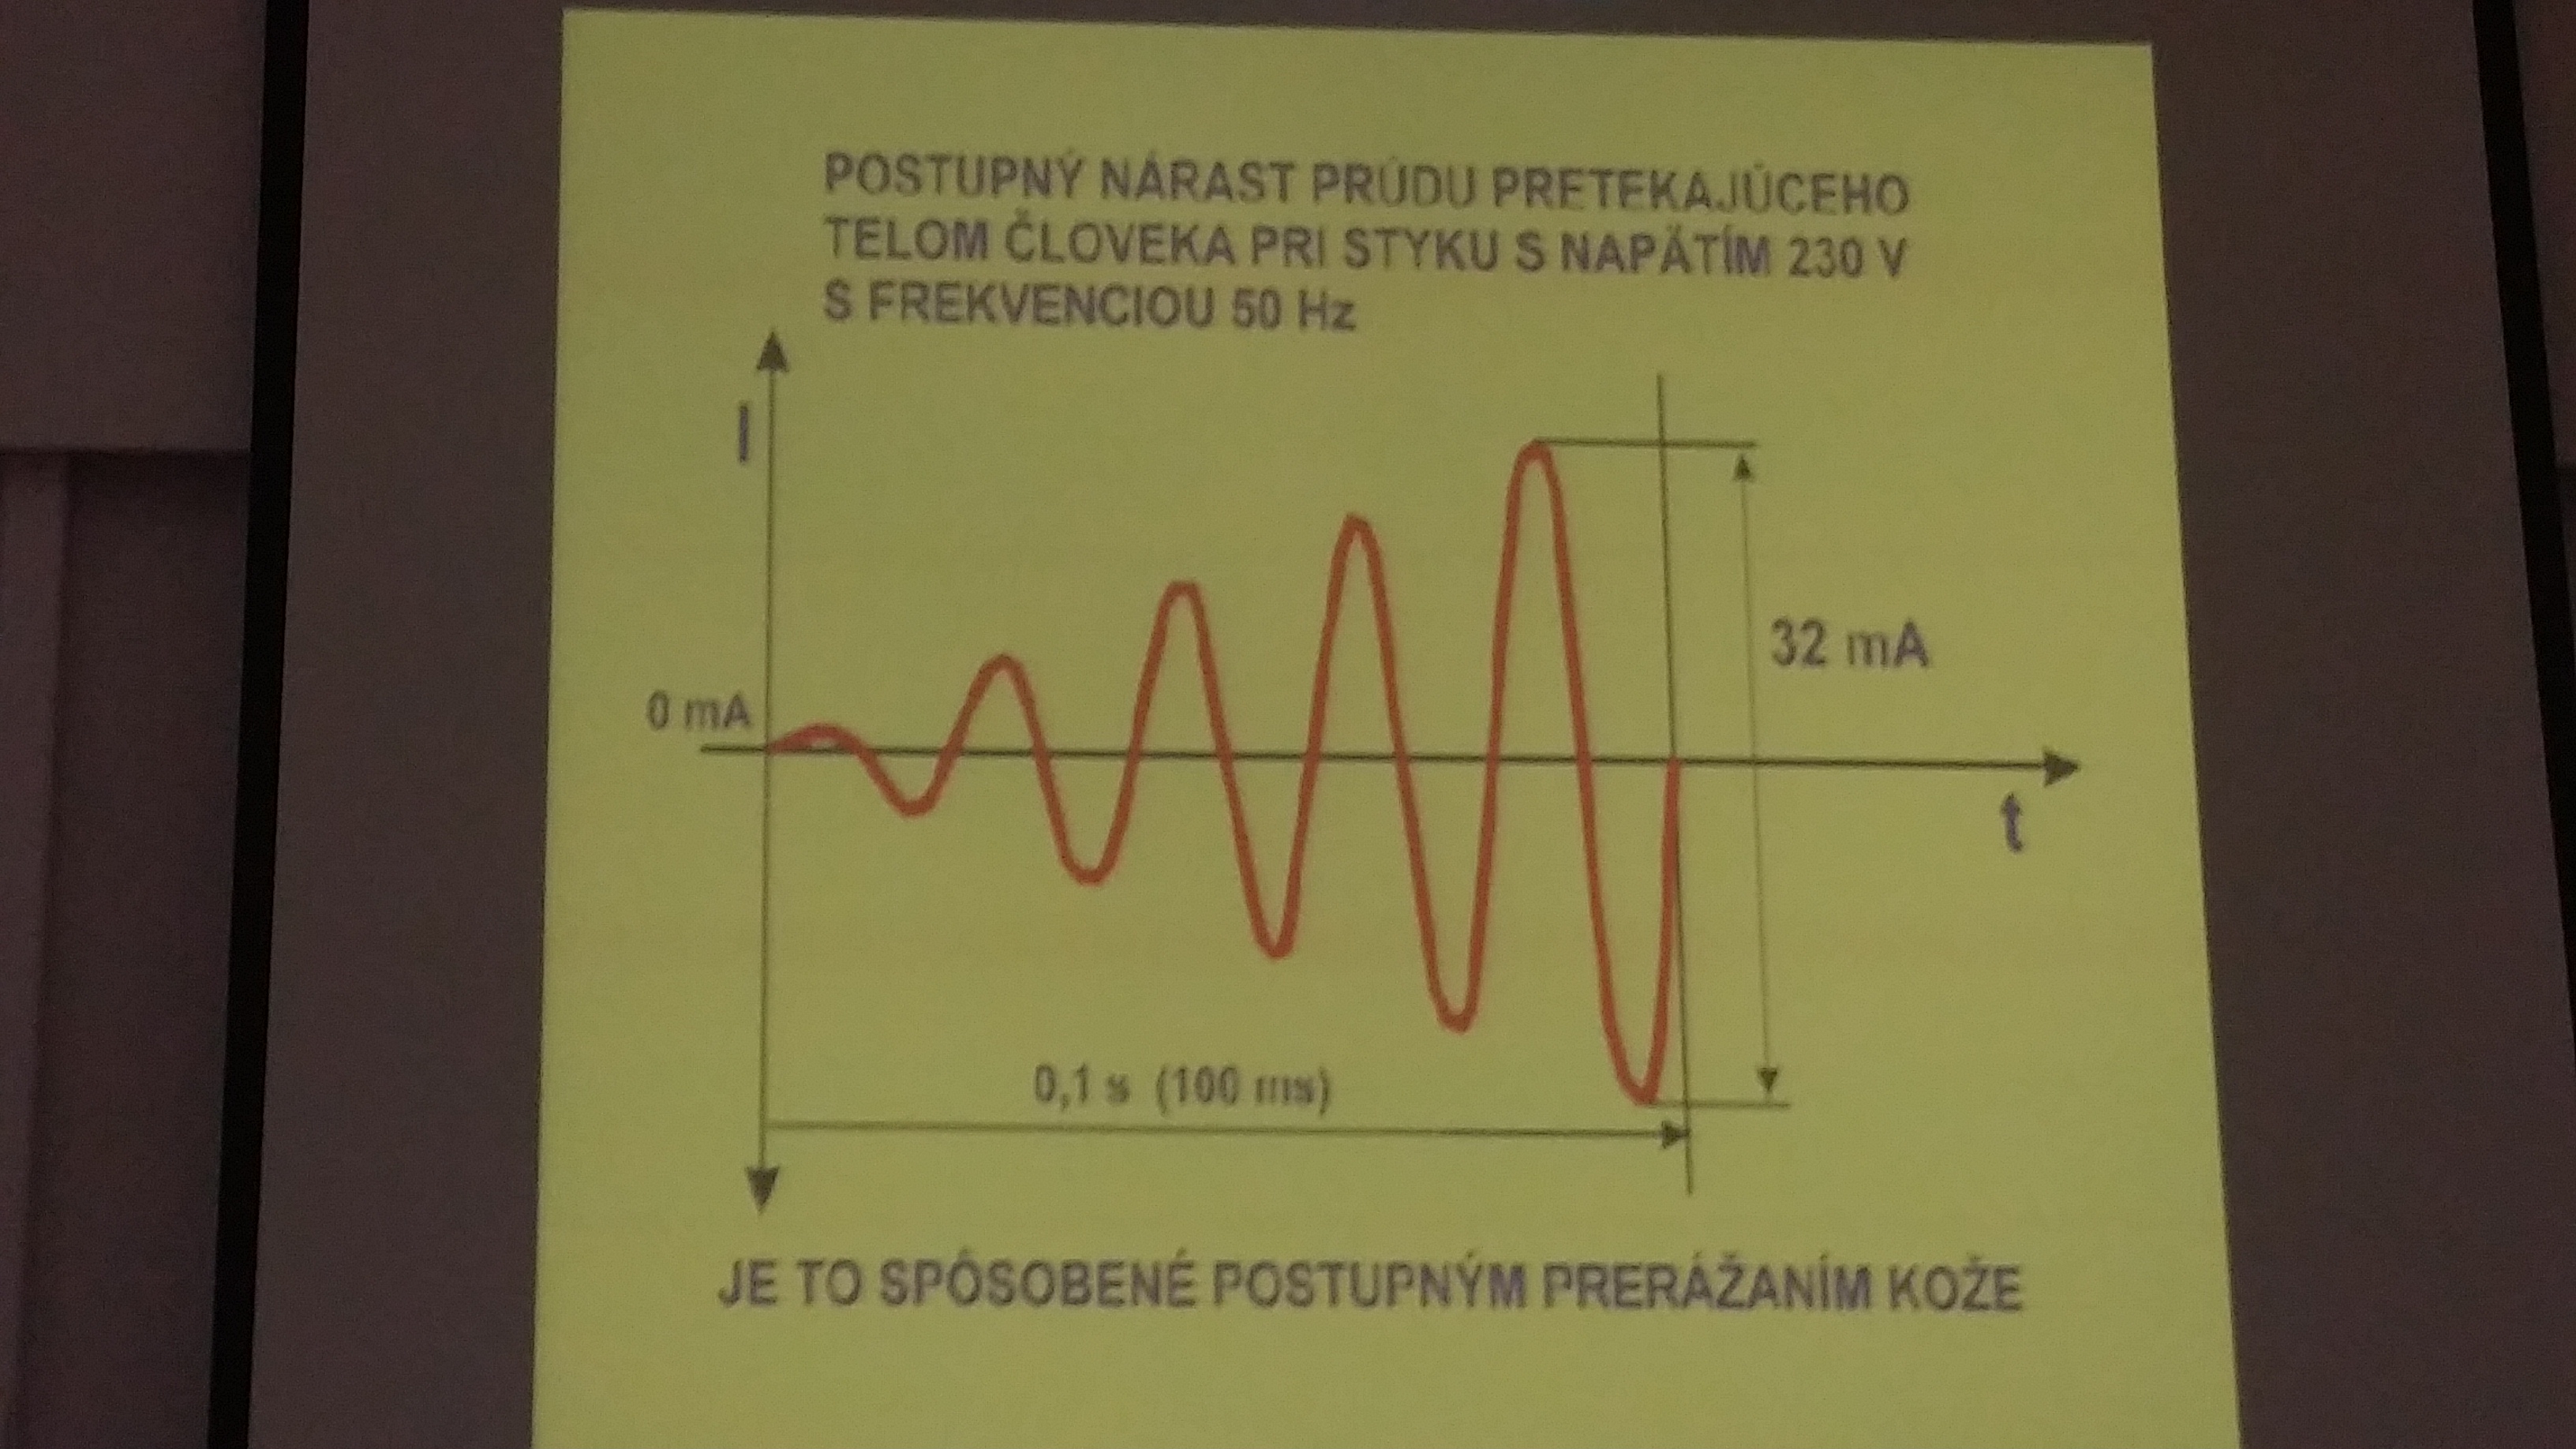 POSTUPNÝ NÁRAST PRÚDU PRETEKAJÚCEHO
TELOM ČLOVEKA PRI STYKU S NAPÄTÍM 230 V
S FREKVENCIOU 50 Hz
I
0 mA
32 mA
t
0,1 s (100 ms)
JE TO SPÔSOBENÉ POSTUPNÝM PRERÁŽANÍM KOŽE